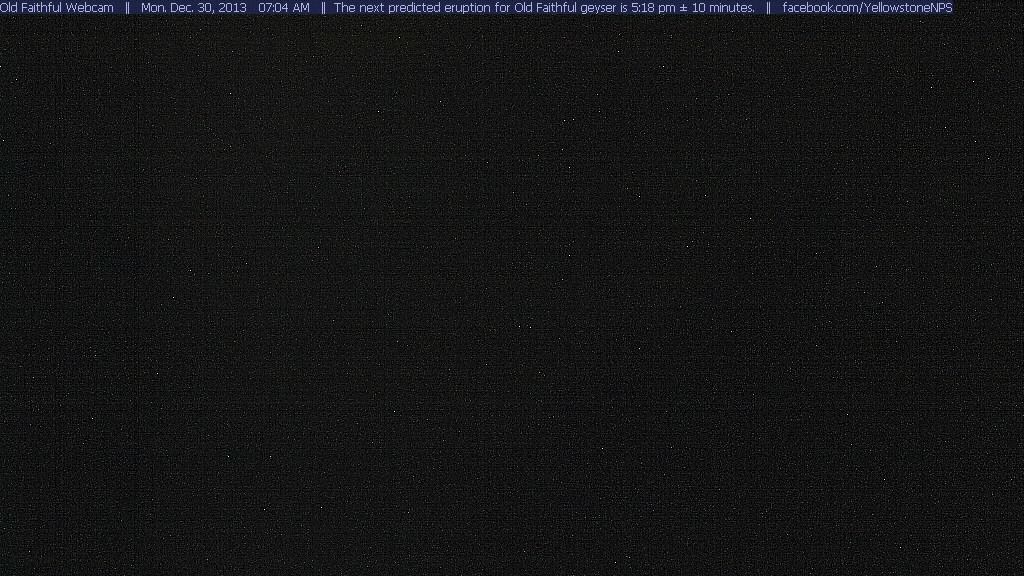 Old Faithful Webcam || Mon. Dec. 30, 2013 07:04 AM || The next predicted eruption for Old Faithful geyser is 5:18 pm ± 10 minutes. || facebook.com/YellowstoneNPS